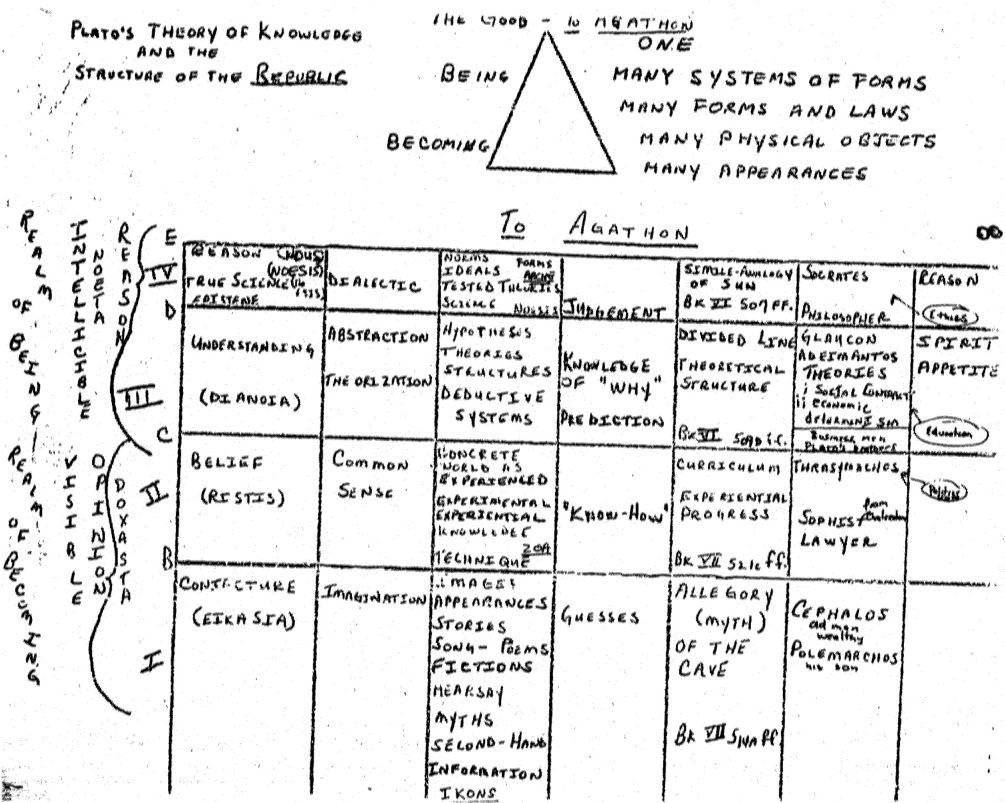 PLATO'S THEORY OF KNOWLEDGE
AND THE
STRUCTURE OF THE REPUBLIC
THE GOOD - TO AGATHON
ONE
BEING
MANY SYSTEMS OF FORMS
MANY FORMS AND LAWS
BECOMING
MANY PHYSICAL OBJECTS
MANY APPEARANCES
TO AGATHON
REALM OF BEING / REALM OF BECOMING
INTELLIGIBLE
VISIBLE
NOETA
OPINION
REASON
DOXASTA
E
IV
D
III
C
II
B
I
REASON (NOUS)
(NOESIS)
TRUE SCIENCE
EPISTEME
DIALECTIC
NORMS FORMS
IDEALS
TESTED THEORIES
SCIENCE NOESIS
JUDGEMENT
SIMILE-ANALOGY
OF SUN
BK VI 507 FF.
SOCRATES
PHILOSOPHER
REASON
Ethics
UNDERSTANDING
(DIANOIA)
ABSTRACTION
THEORIZATION
HYPOTHESIS
THEORIES
STRUCTURES
DEDUCTIVE
SYSTEMS
KNOWLEDGE
OF "WHY"
PREDICTION
DIVIDED LINE
THEORETICAL
STRUCTURE
BK VI
GLAUCON
ADEIMANTOS
THEORIES
i Social Contract
ii economic
determinism
Business men
Plato's brothers
SPIRIT
APPETITE
Education
BELIEF
(PISTIS)
COMMON
SENSE
CONCRETE
WORLD AS
EXPERIENCED
EXPERIMENTAL
EXPERIENTIAL
KNOWLEDGE
TECHNIQUE
"KNOW-HOW"
CURRICULUM
EXPERIENTIAL
PROGRESS
BK VII 521c ff.
THRASYMACHOS
SOPHIST
LAWYER
from
Politics
CONJECTURE
(EIKASIA)
IMAGINATION
IMAGES
APPEARANCES
STORIES
SONG-POEMS
FICTIONS
HEARSAY
MYTHS
SECOND-HAND
INFORMATION
IKONS
GUESSES
ALLEGORY
(MYTH)
OF THE
CAVE
BK VII 514A ff
CEPHALOS
old man
wealthy
POLEMARCHOS
his son